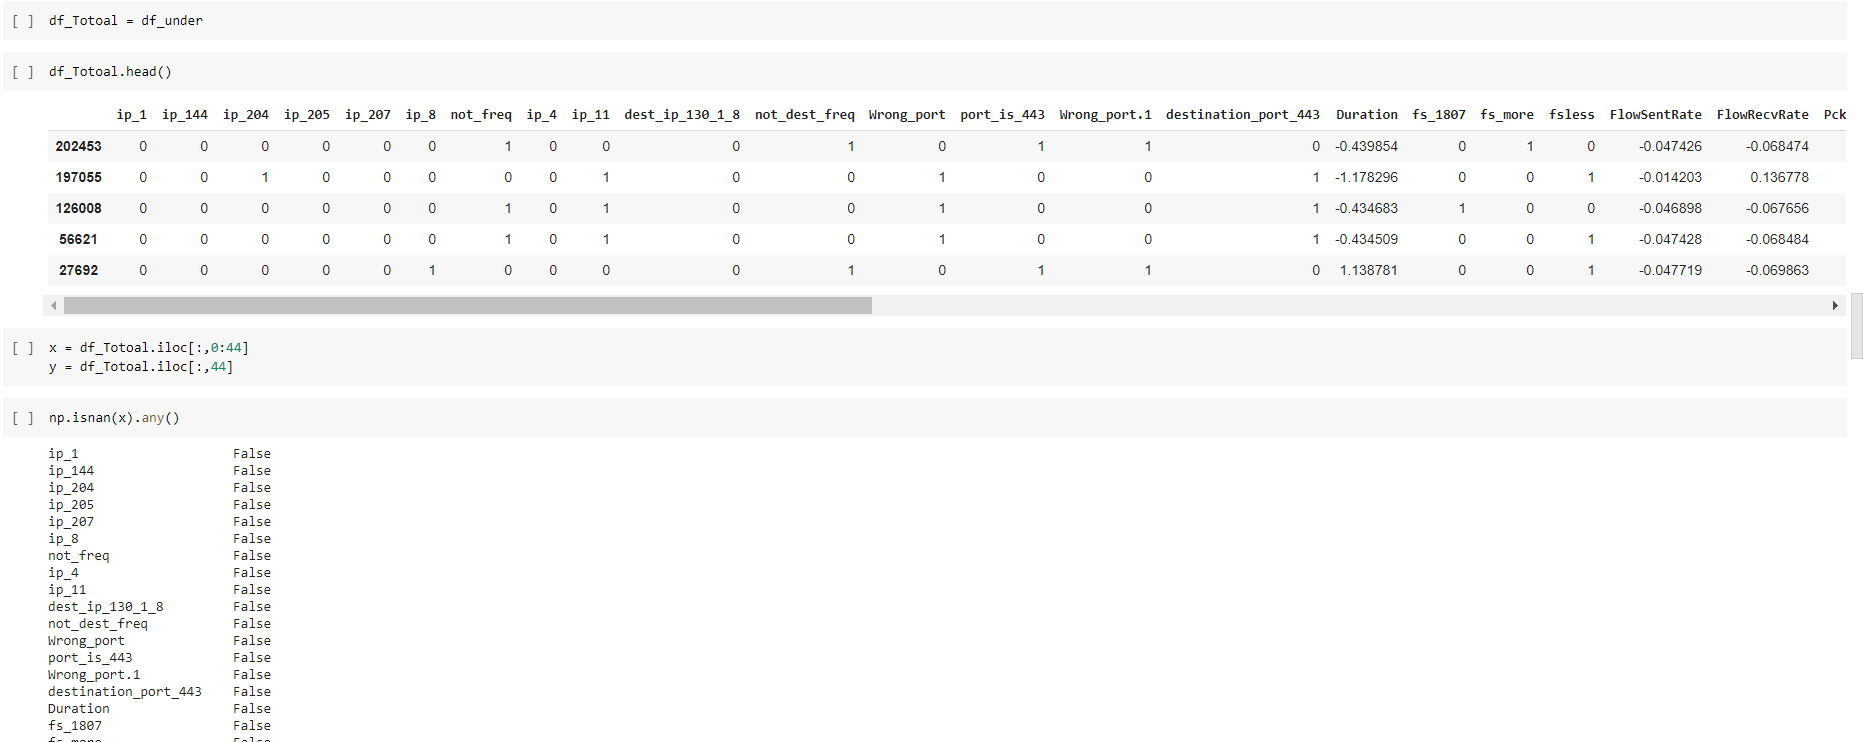 [ ] df_Totoal = df_under
[ ] df_Totoal.head()
ip_1 ip_144 ip_204 ip_205 ip_207 ip_8 not_freq ip_4 ip_11 dest_ip_130_1_8 not_dest_freq Wrong_port port_is_443 Wrong_port.1 destination_port_443 Duration fs_1807 fs_more fsless FlowSentRate FlowRecvRate Pck
202453 0 0 0 0 0 0 1 0 0 0 1 0 1 1 0 -0.439854 0 1 0 -0.047426 -0.068474
197055 0 0 1 0 0 0 0 0 1 0 0 1 0 0 1 -1.178296 0 0 1 -0.014203 0.136778
126008 0 0 0 0 0 0 1 0 1 0 0 1 0 0 1 -0.434683 1 0 0 -0.046898 -0.067656
56621 0 0 0 0 0 0 1 0 1 0 0 1 0 0 1 -0.434509 0 0 1 -0.047428 -0.068484
27692 0 0 0 0 0 1 0 0 0 0 1 0 1 1 0 1.138781 0 0 1 -0.047719 -0.069863
[ ] x = df_Totoal.iloc[:,0:44]
y = df_Totoal.iloc[:,44]
[ ] np.isnan(x).any()
ip_1 False
ip_144 False
ip_204 False
ip_205 False
ip_207 False
ip_8 False
not_freq False
ip_4 False
ip_11 False
dest_ip_130_1_8 False
not_dest_freq False
Wrong_port False
port_is_443 False
Wrong_port.1 False
destination_port_443 False
Duration False
fs_1807 False
fs_more False